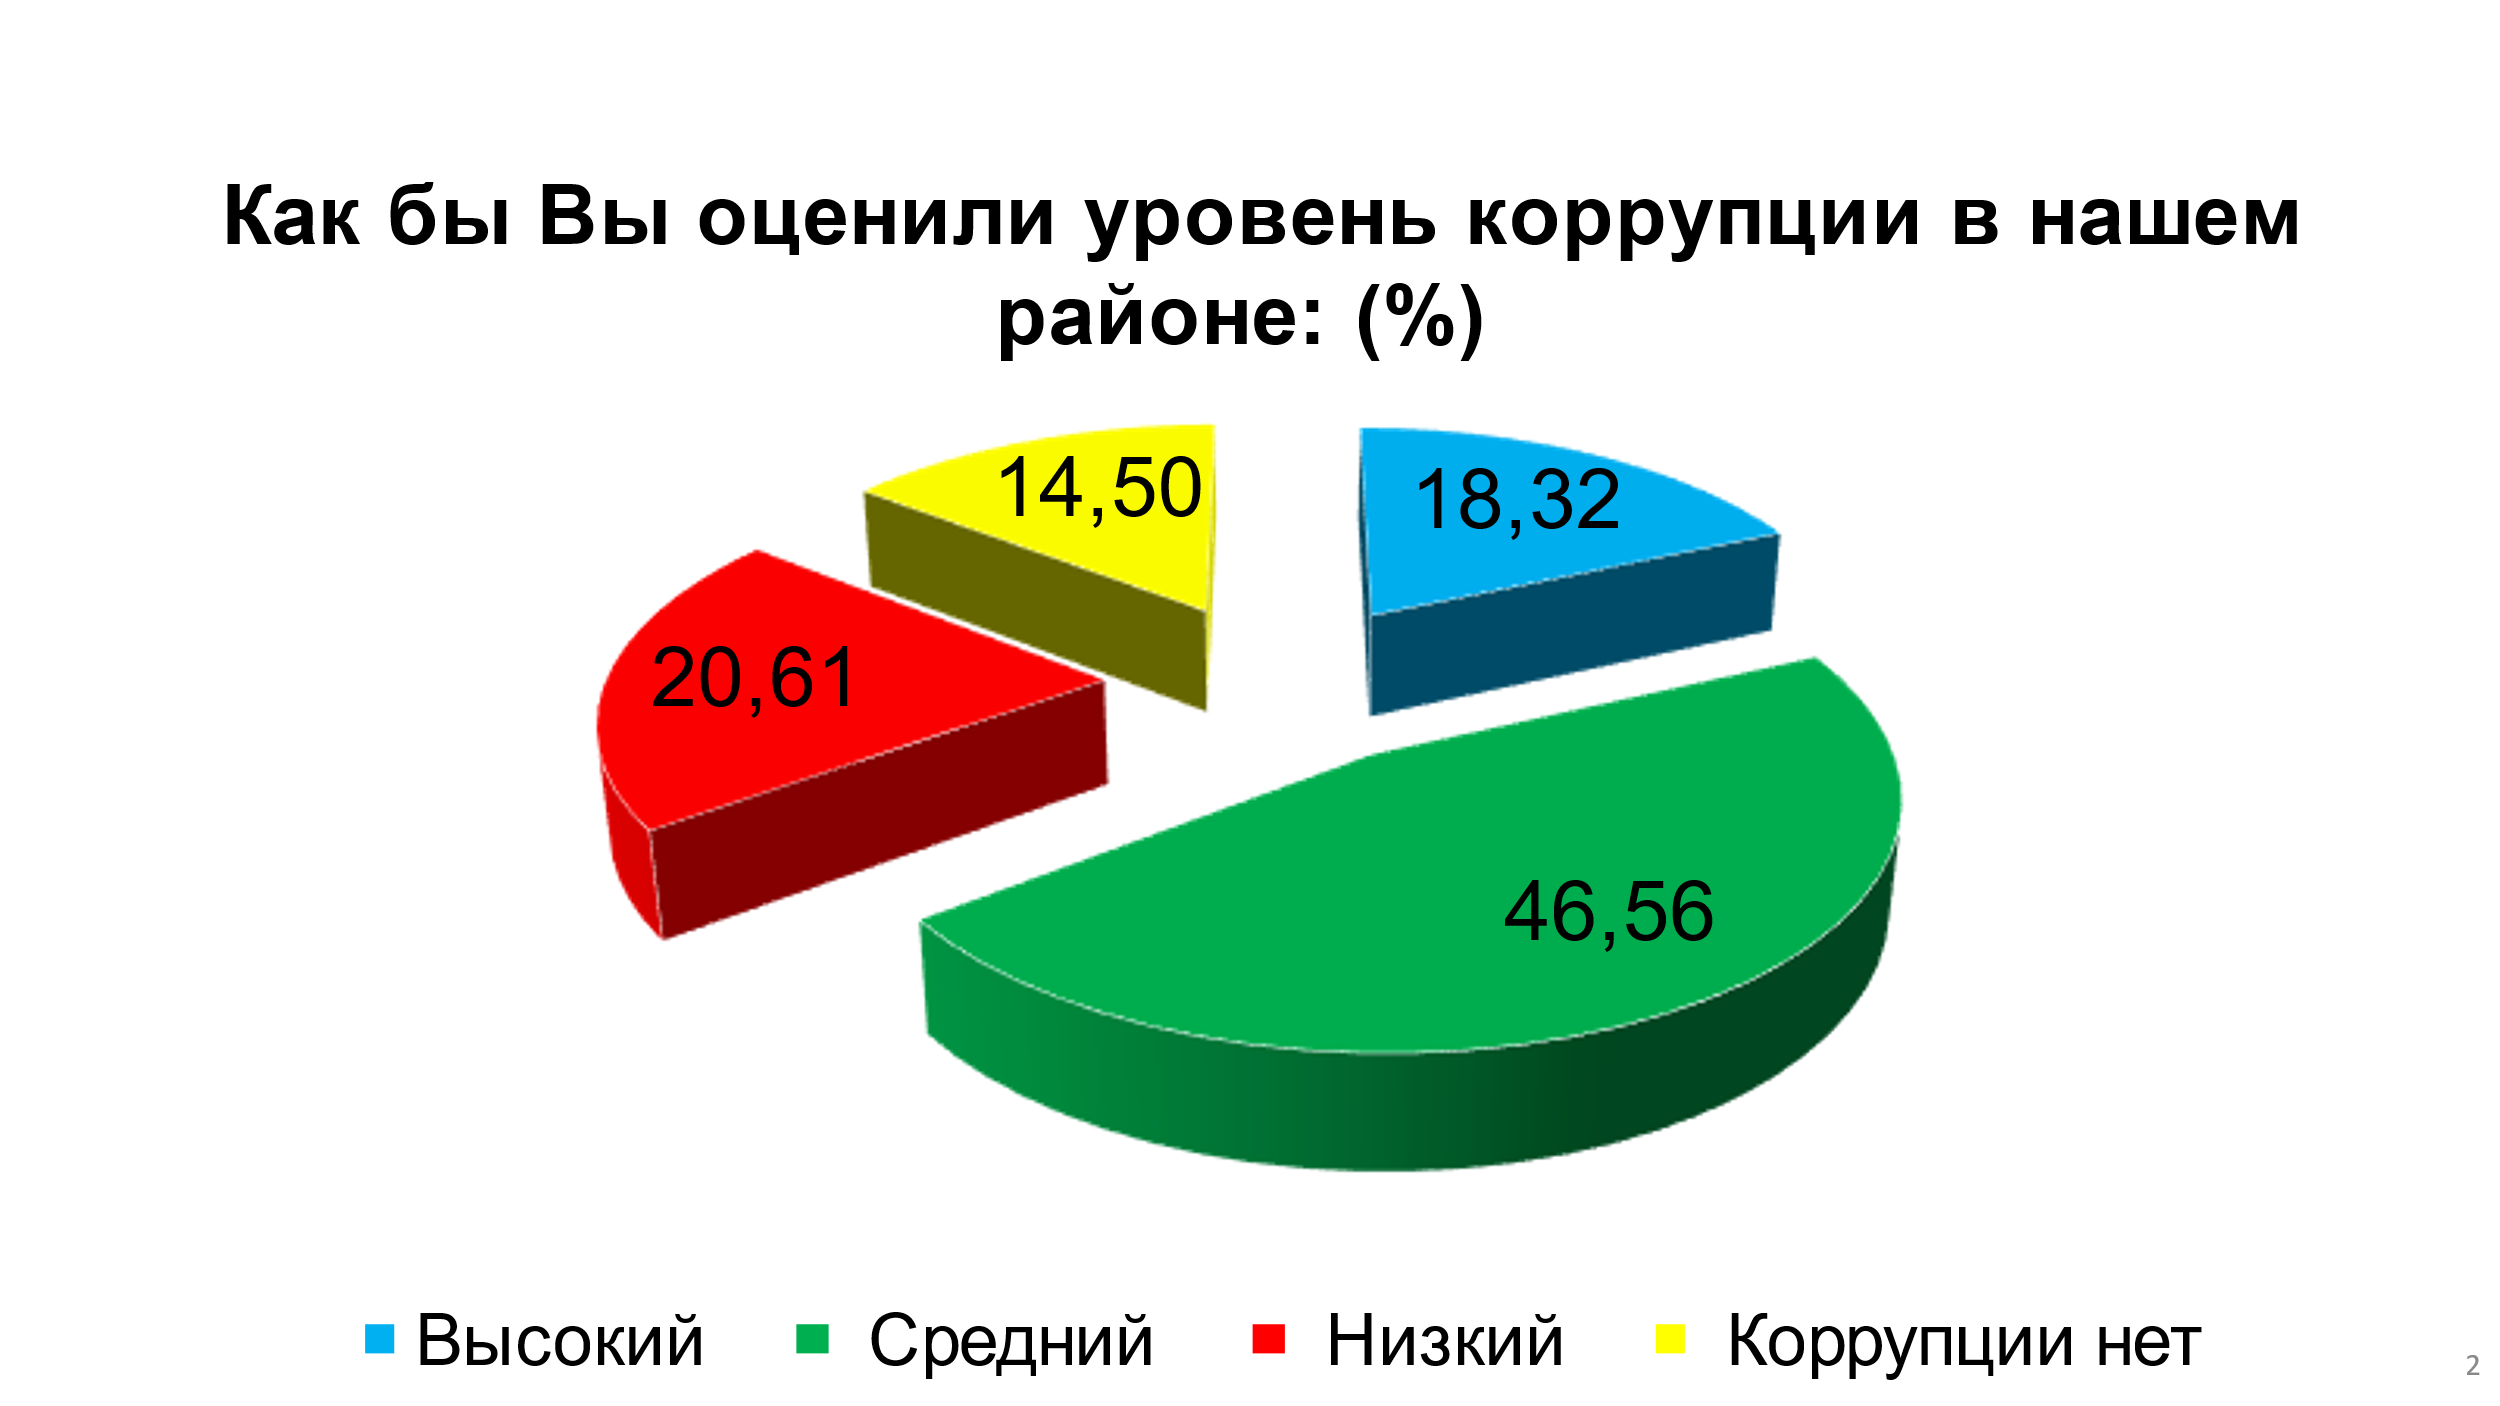 Как бы Вы оценили уровень коррупции в нашем
районе: (%)
14,50
18,32
20,61
46,56
Высокий
Средний
Низкий
Коррупции нет
2